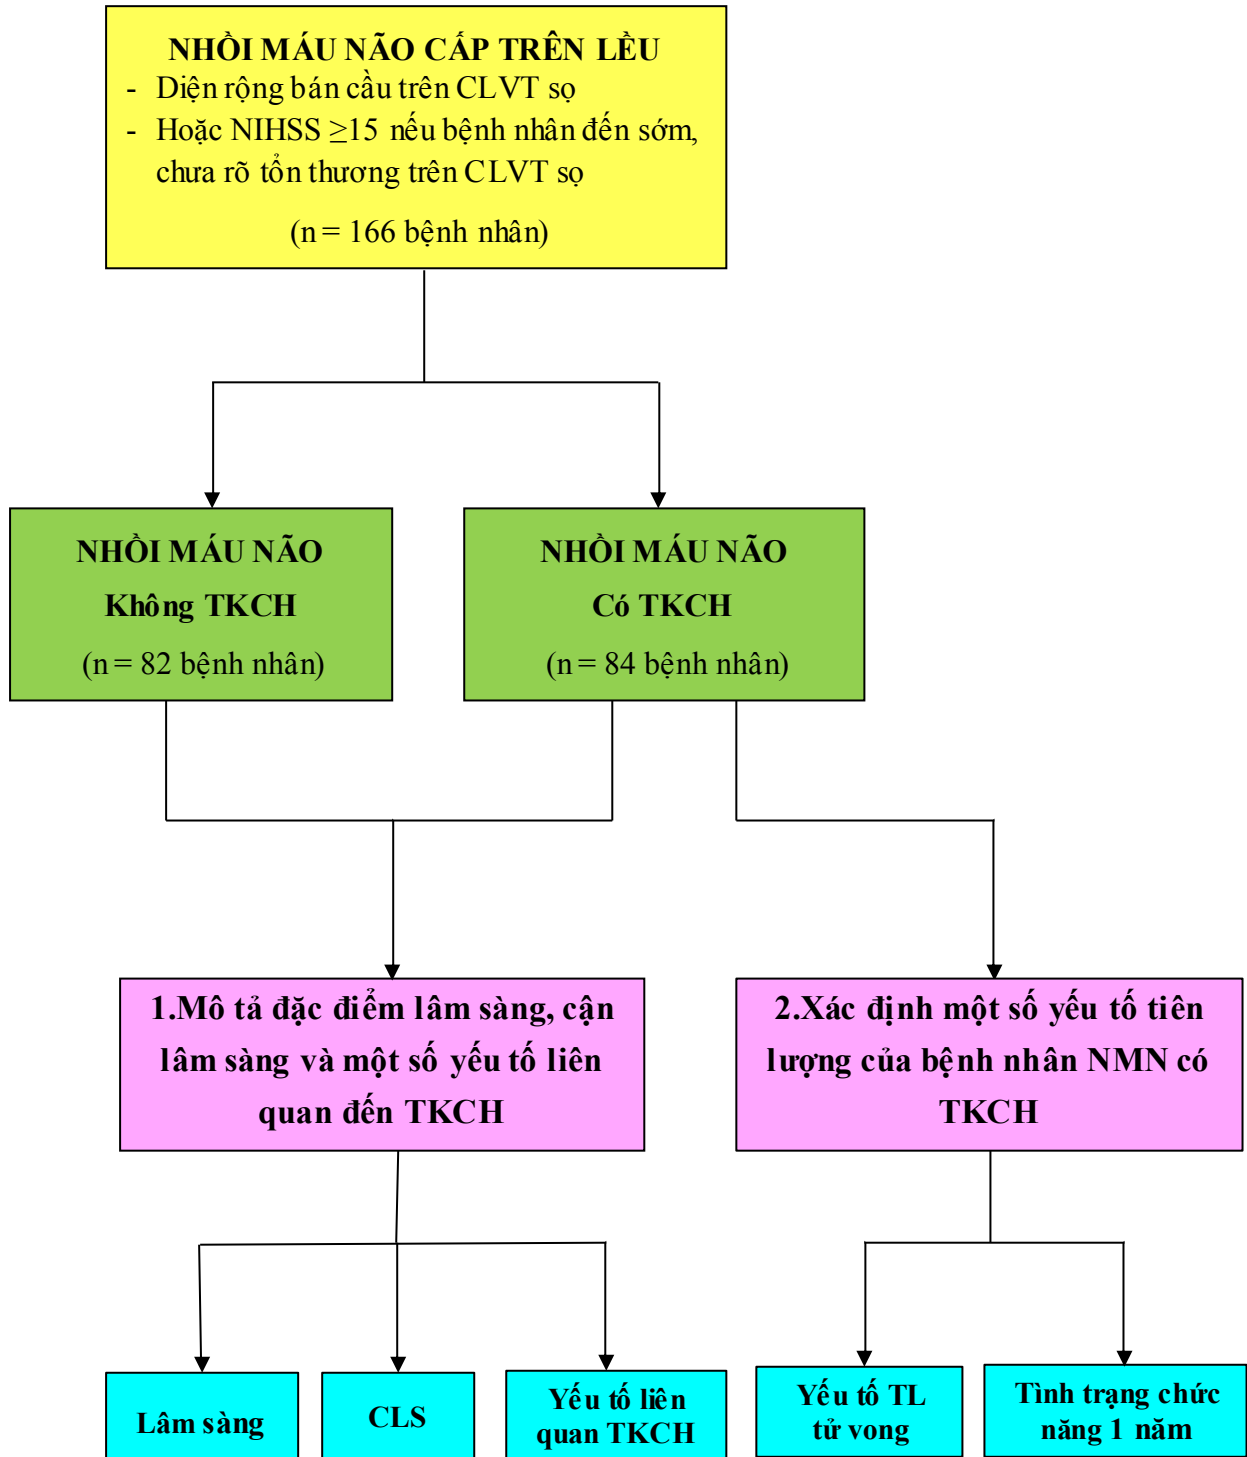 NHỒI MÁU NÃO CẤP TRÊN LỀU
- Diện rộng bán cầu trên CLVT sọ
- Hoặc NIHSS ≥15 nếu bệnh nhân đến sớm,
chưa rõ tổn thương trên CLVT sọ
(n = 166 bệnh nhân)
NHỒI MÁU NÃO
Không TKCH
(n = 82 bệnh nhân)
NHỒI MÁU NÃO
Có TKCH
(n = 84 bệnh nhân)
1.Mô tả đặc điểm lâm sàng, cận
lâm sàng và một số yếu tố liên
quan đến TKCH
2.Xác định một số yếu tố tiên
lượng của bệnh nhân NMN có
TKCH
Lâm sàng
CLS
Yếu tố liên
quan TKCH
Yếu tố TL
tử vong
Tình trạng chức
năng 1 năm